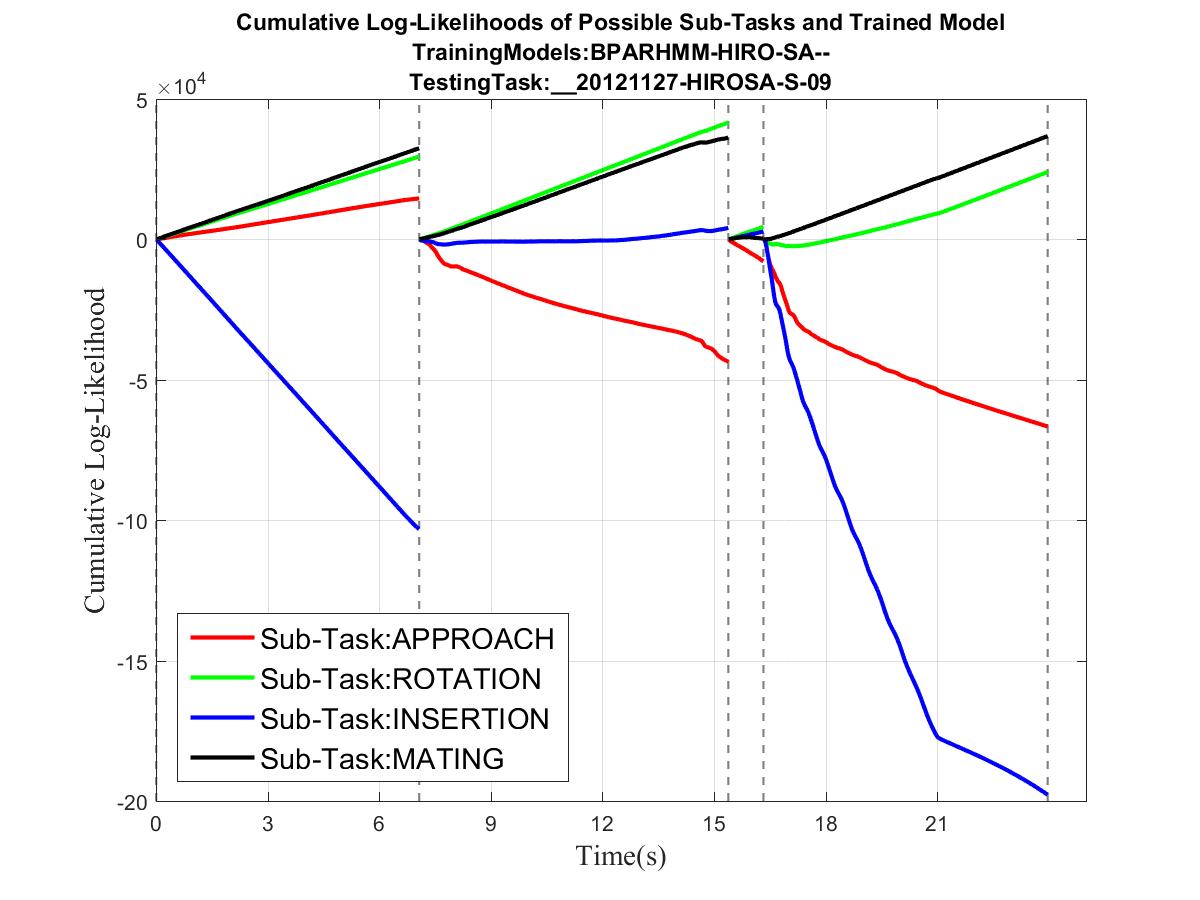 Cumulative Log-Likelihoods of Possible Sub-Tasks and Trained Model
TrainingModels:BPARHMM-HIRO-SA--
TestingTask:__20121127-HIROSA-S-09
×10^4
5
0
-5
-10
-15
-20
Cumulative Log-Likelihood
Sub-Task:APPROACH
Sub-Task:ROTATION
Sub-Task:INSERTION
Sub-Task:MATING
0 3 6 9 12 15 18 21
Time(s)